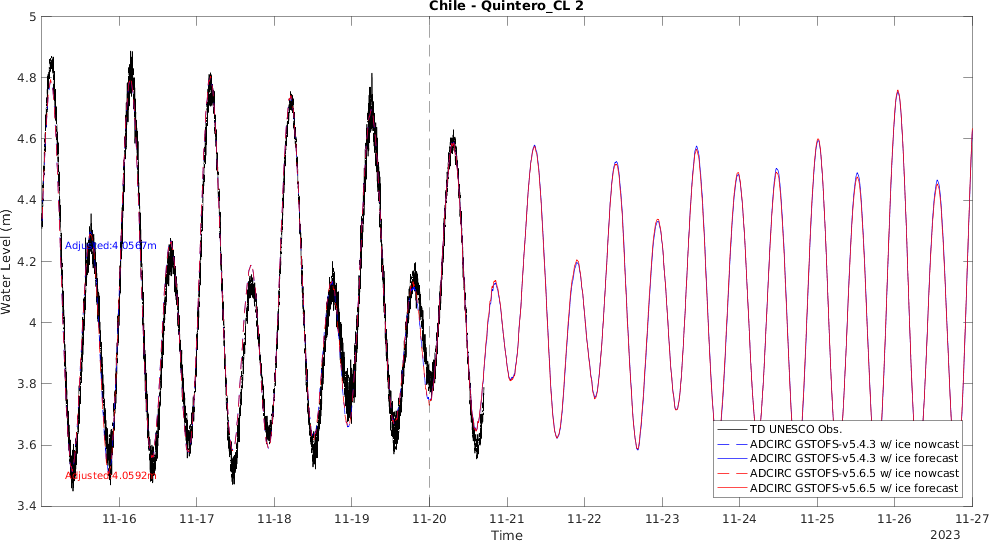 Chile - Quintero_CL 2
5
4.8
4.6
4.4
4.2
4
3.8
3.6
3.4
Water Level (m)
Adjusted:4.0567m
Adjusted:4.0592m
TD UNESCO Obs.
ADCIRC GSTOFS-v5.4.3 w/ ice nowcast
ADCIRC GSTOFS-v5.4.3 w/ ice forecast
ADCIRC GSTOFS-v5.6.5 w/ ice nowcast
ADCIRC GSTOFS-v5.6.5 w/ ice forecast
11-16 11-17 11-18 11-19 11-20 11-21 11-22 11-23 11-24 11-25 11-26 11-27
Time
2023